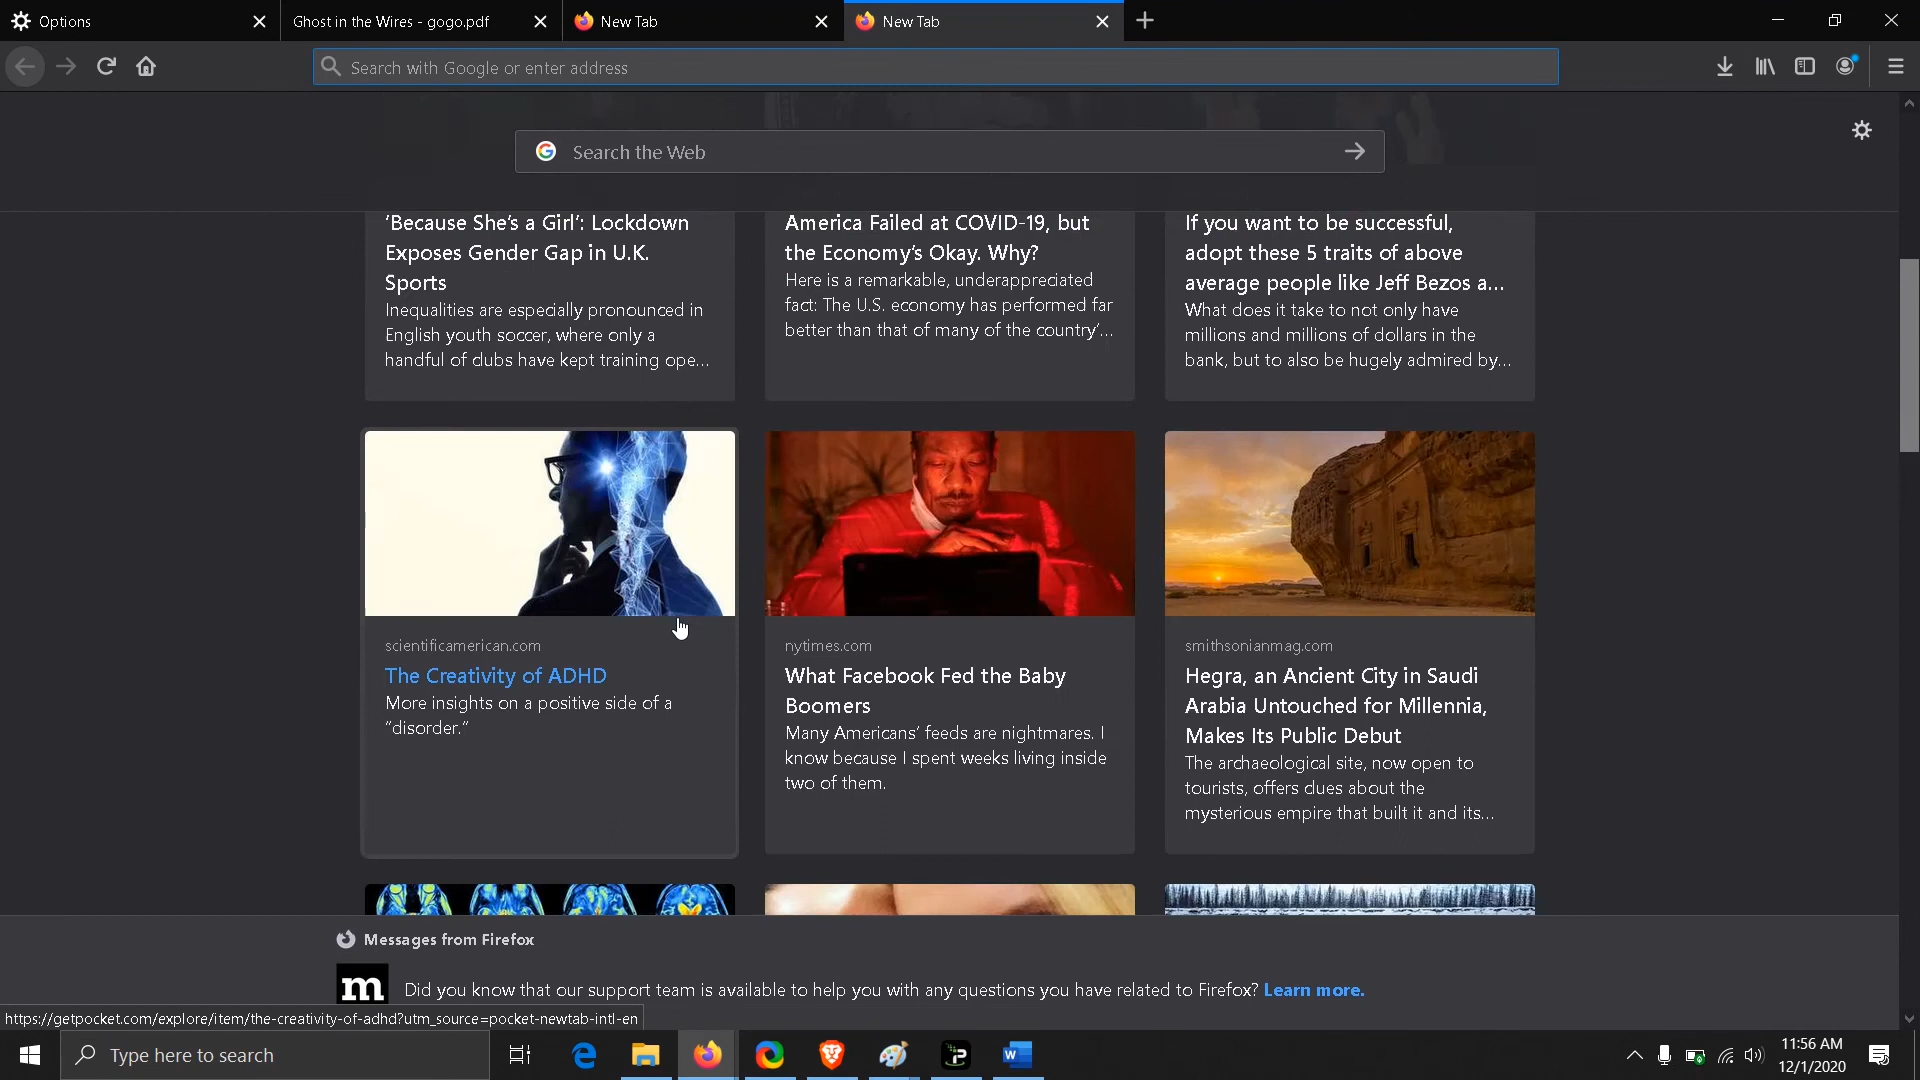 Options
Ghost in the Wires - gogo.pdf
New Tab
New Tab
Search with Google or enter address
Search the Web
'Because She's a Girl': Lockdown
Exposes Gender Gap in U.K.
Sports
Inequalities are especially pronounced in
English youth soccer, where only a
handful of clubs have kept training ope...
America Failed at COVID-19, but
the Economy's Okay. Why?
Here is a remarkable, underappreciated
fact: The U.S. economy has performed far
better than that of many of the country'...
If you want to be successful,
adopt these 5 traits of above
average people like Jeff Bezos a...
What does it take to not only have
millions and millions of dollars in the
bank, but to also be hugely admired by...
scientificamerican.com
The Creativity of ADHD
More insights on a positive side of a
"disorder."
nytimes.com
What Facebook Fed the Baby
Boomers
Many Americans' feeds are nightmares. I
know because I spent weeks living inside
two of them.
smithsonianmag.com
Hegra, an Ancient City in Saudi
Arabia Untouched for Millennia,
Makes Its Public Debut
The archaeological site, now open to
tourists, offers clues about the
mysterious empire that built it and its...
Messages from Firefox
m
Did you know that our support team is available to help you with any questions you have related to Firefox? Learn more.
https://getpocket.com/explore/item/the-creativity-of-adhd?utm_source=pocket-newtab-intl-en
Type here to search
11:56 AM
12/1/2020